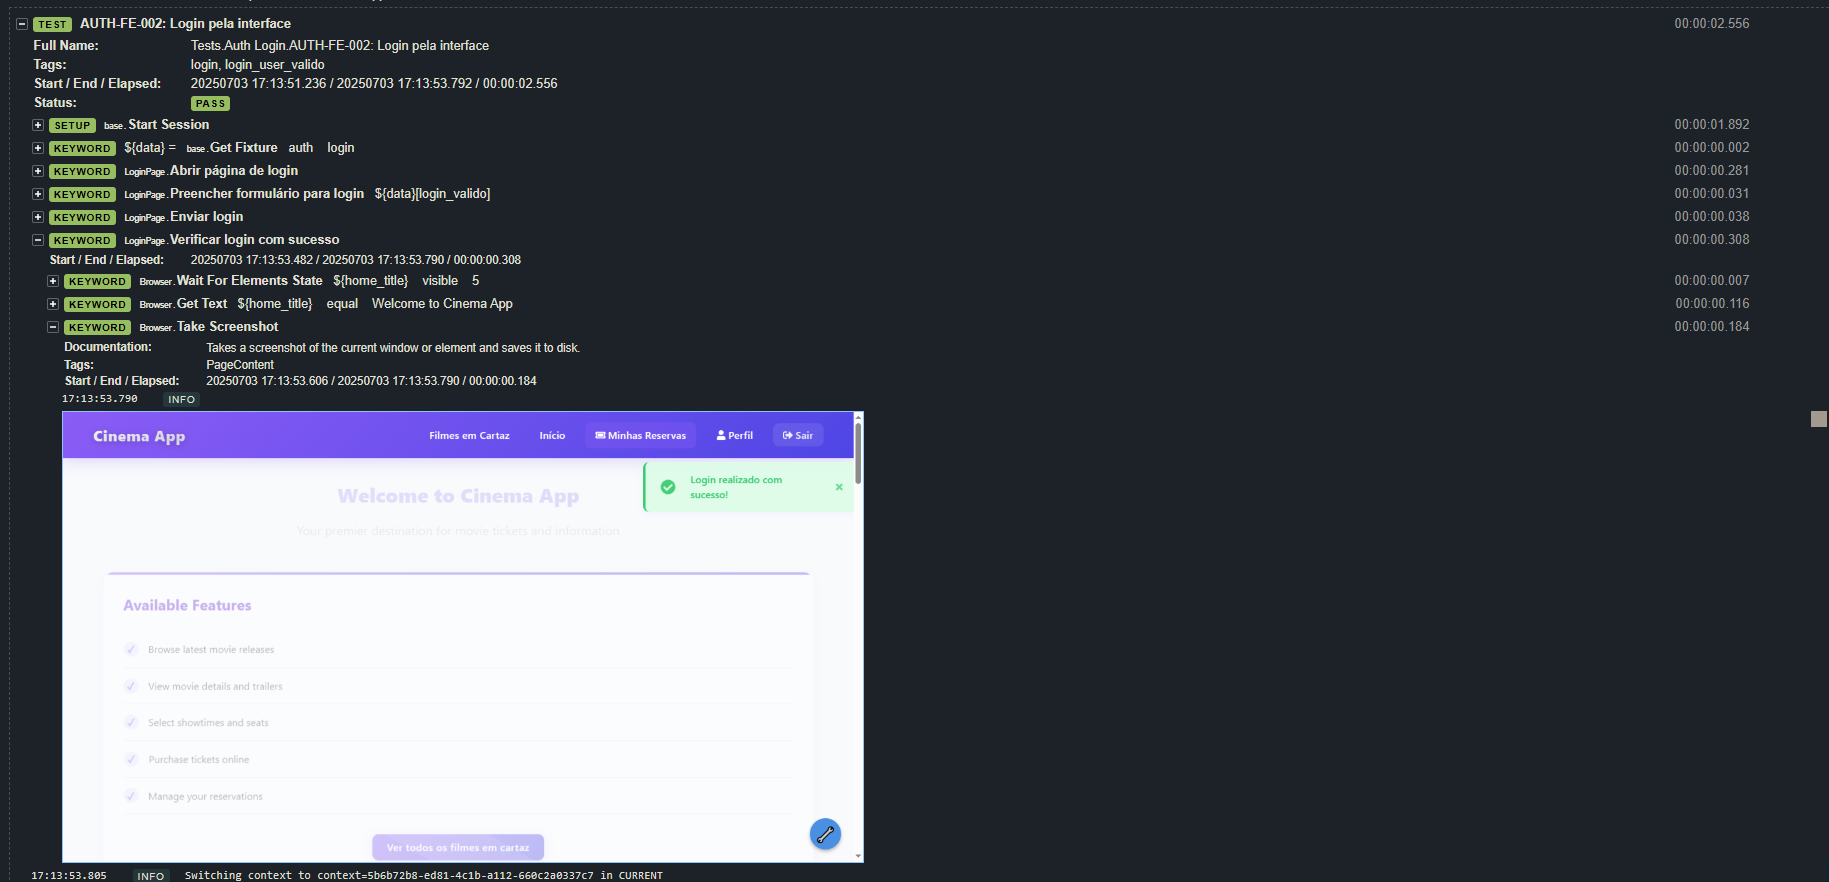 TEST AUTH-FE-002: Login pela interface 00:00:02.556
Full Name: Tests.Auth Login.AUTH-FE-002: Login pela interface
Tags: login, login_user_valido
Start / End / Elapsed: 20250703 17:13:51.236 / 20250703 17:13:53.792 / 00:00:02.556
Status: PASS
SETUP base.Start Session 00:00:01.892
KEYWORD ${data} = base.Get Fixture auth login 00:00:00.002
KEYWORD LoginPage.Abrir página de login 00:00:00.281
KEYWORD LoginPage.Preencher formulário para login ${data}[login_valido] 00:00:00.031
KEYWORD LoginPage.Enviar login 00:00:00.038
KEYWORD LoginPage.Verificar login com sucesso 00:00:00.308
Start / End / Elapsed: 20250703 17:13:53.482 / 20250703 17:13:53.790 / 00:00:00.308
KEYWORD Browser.Wait For Elements State ${home_title} visible 5 00:00:00.007
KEYWORD Browser.Get Text ${home_title} equal Welcome to Cinema App 00:00:00.116
KEYWORD Browser.Take Screenshot 00:00:00.184
Documentation: Takes a screenshot of the current window or element and saves it to disk.
Tags: PageContent
Start / End / Elapsed: 20250703 17:13:53.606 / 20250703 17:13:53.790 / 00:00:00.184
17:13:53.790 INFO
Cinema App Filmes em Cartaz Início Minhas Reservas Perfil Sair
Login realizado com
sucesso!
Welcome to Cinema App
Your premier destination for movie tickets and information
Available Features
Browse latest movie releases
View movie details and trailers
Select showtimes and seats
Purchase tickets online
Manage your reservations
Ver todos os filmes em cartaz
17:13:53.805 INFO Switching context to context=5b6b72b8-ed81-4c1b-a112-660c2a0337c7 in CURRENT